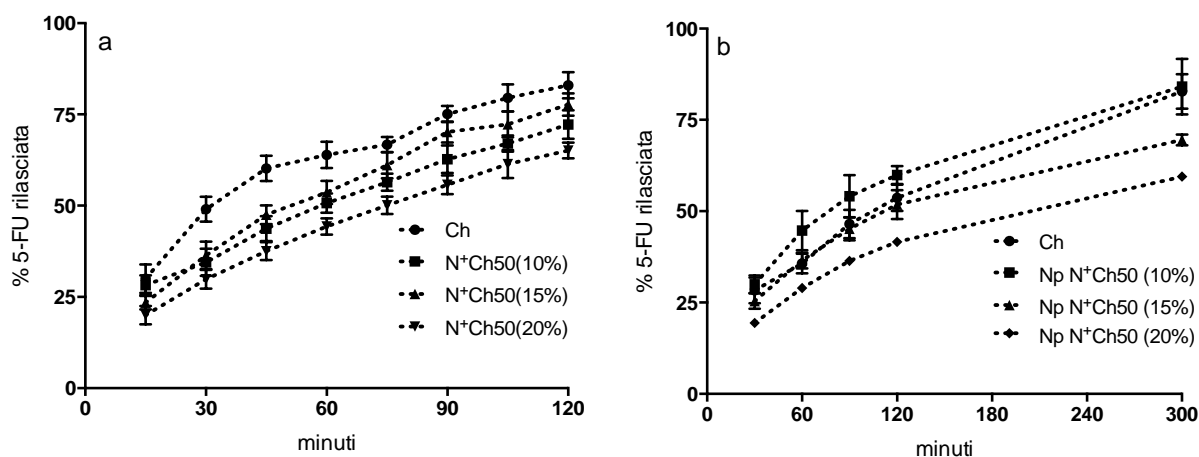 a
100
75
50
25
0
% 5-FU rilasciata
0 30 60 90 120
minuti
Ch
N⁺Ch50(10%)
N⁺Ch50(15%)
N⁺Ch50(20%)
b
100
75
50
25
0
% 5-FU rilasciata
0 60 120 180 240 300
minuti
Ch
Np N⁺Ch50 (10%)
Np N⁺Ch50 (15%)
Np N⁺Ch50 (20%)